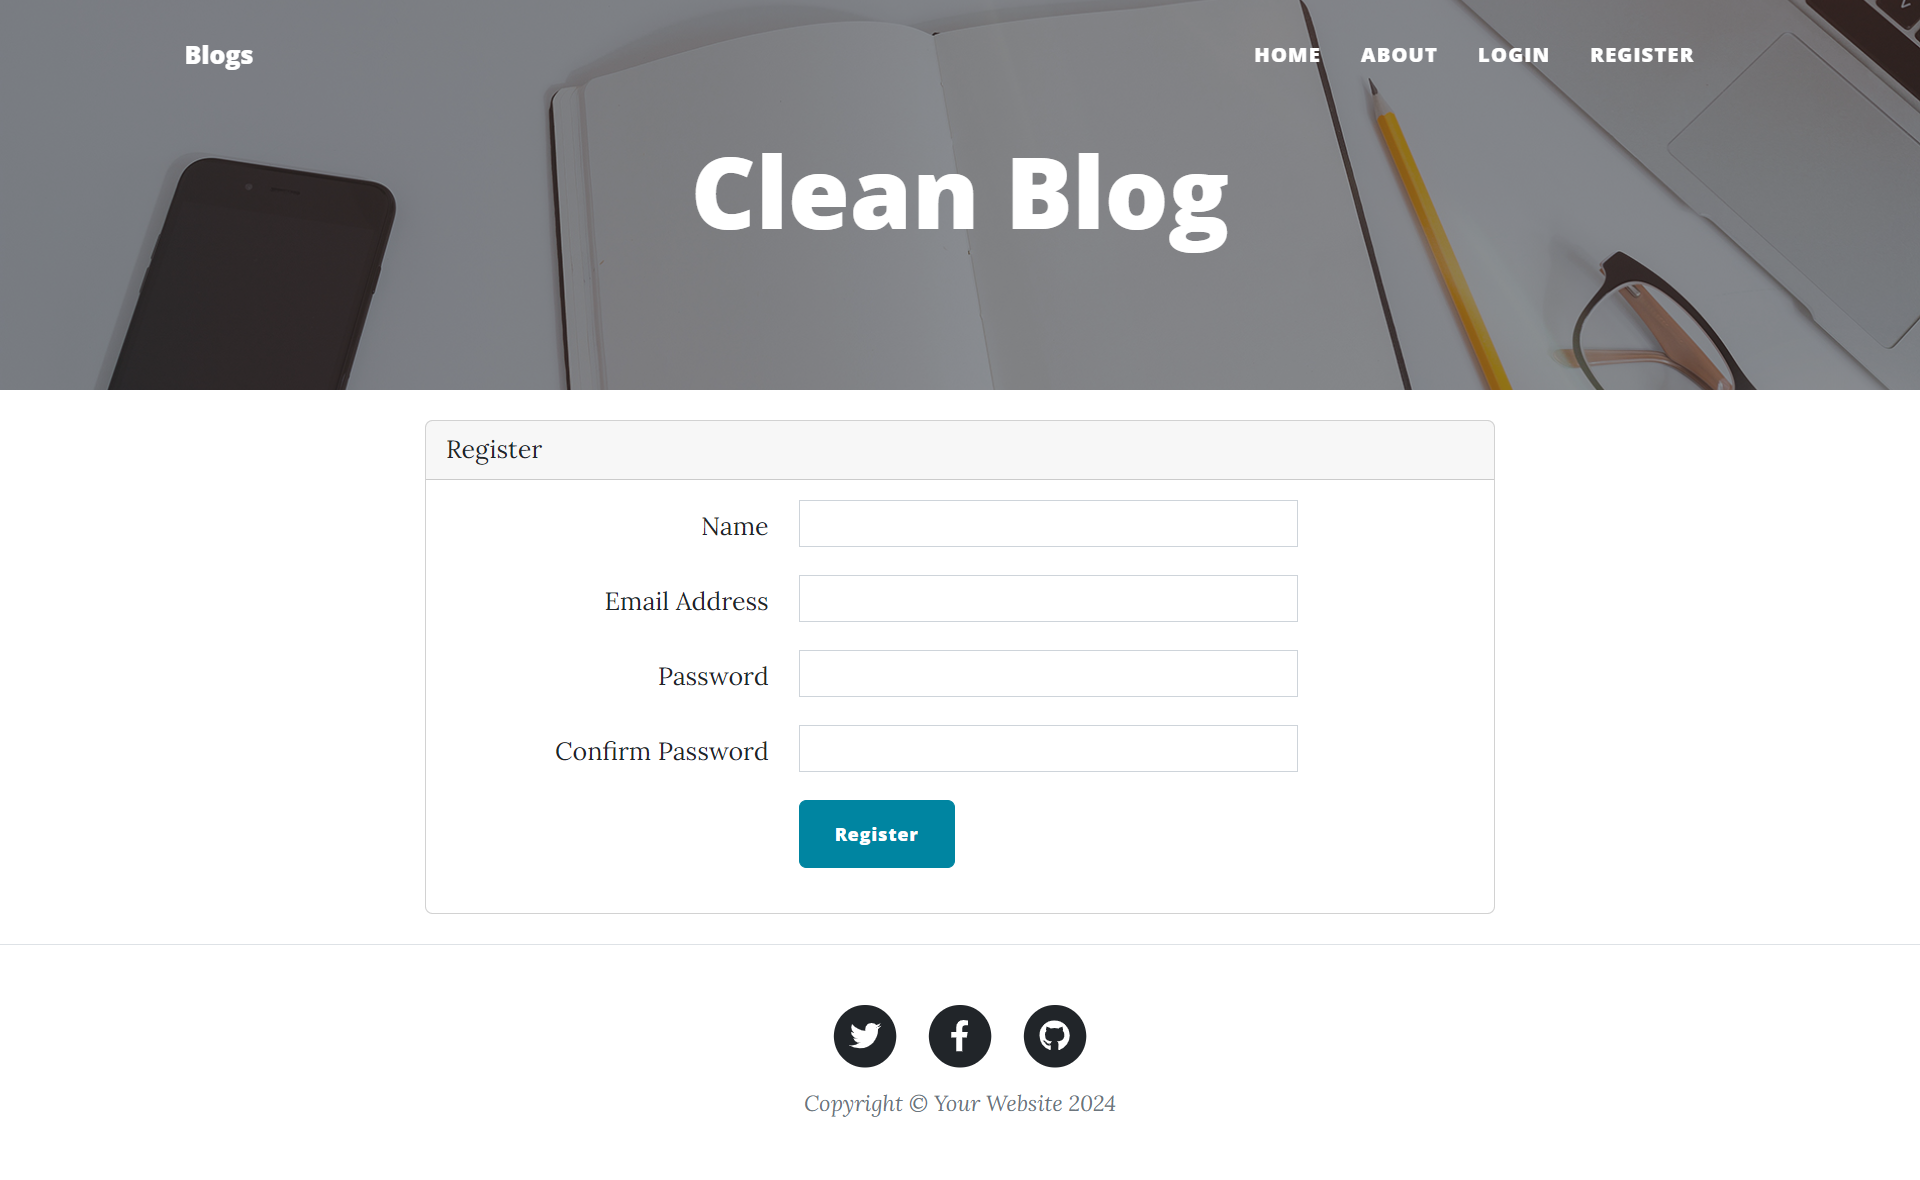 Blogs
HOME ABOUT LOGIN REGISTER
Clean Blog
Register
Name
Email Address
Password
Confirm Password
Register
Copyright © Your Website 2024